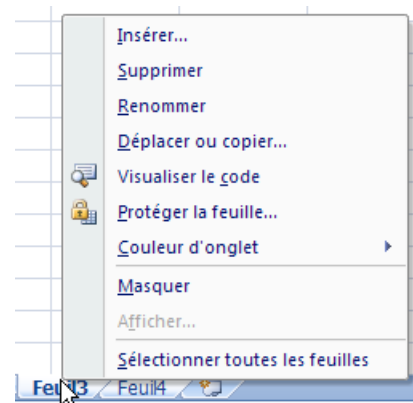 Insérer...
Supprimer
Renommer
Déplacer ou copier...
Visualiser le code
Protéger la feuille...
Couleur d'onglet
Masquer
Afficher...
Sélectionner toutes les feuilles
Feuil3 Feuil4